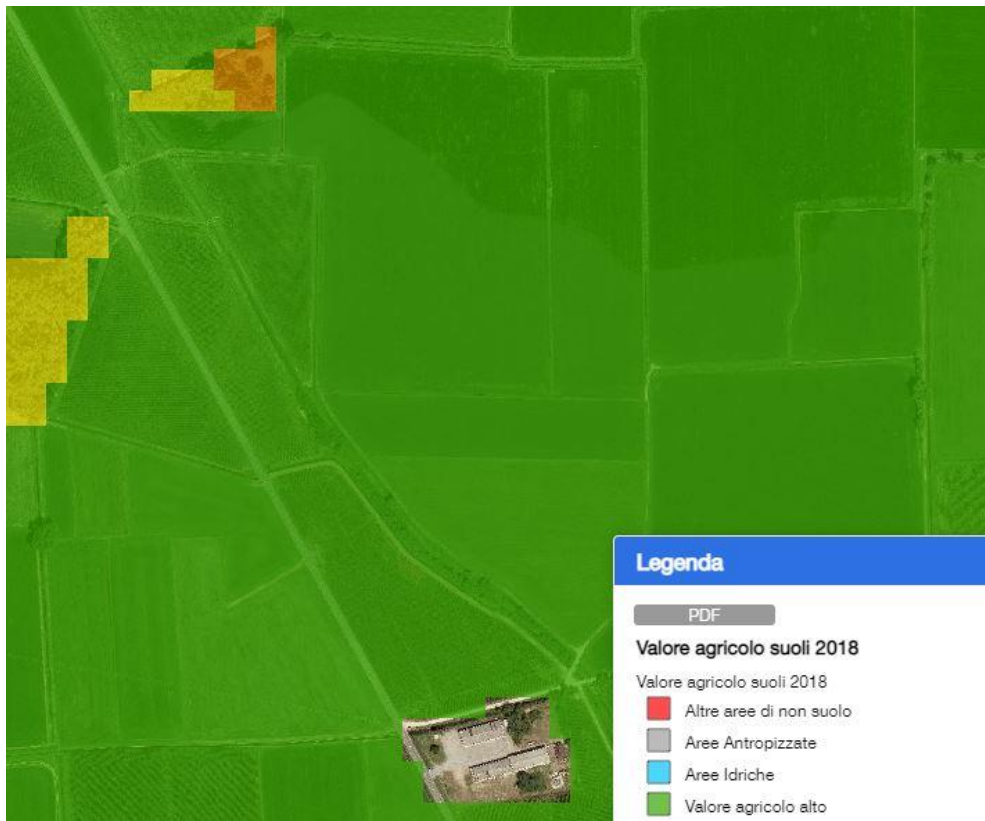 Legenda
PDF
Valore agricolo suoli 2018
Valore agricolo suoli 2018
Altre aree di non suolo
Aree Antropizzate
Aree Idriche
Valore agricolo alto